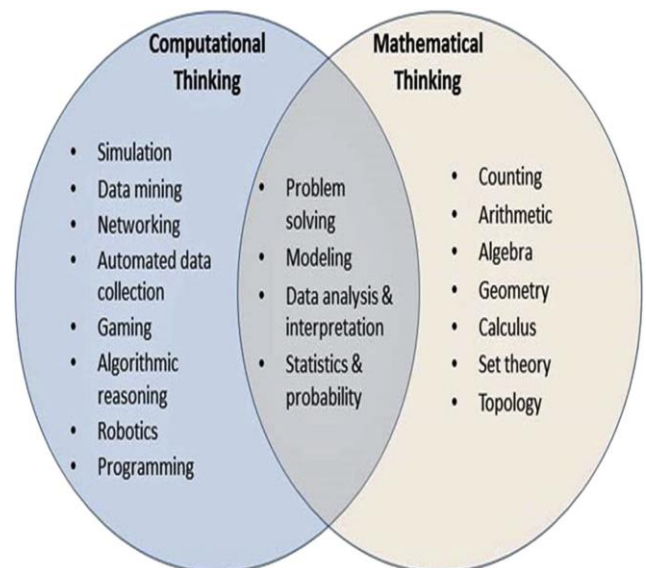 Computational
Thinking
• Simulation
• Data mining
• Networking
• Automated data
collection
• Gaming
• Algorithmic
reasoning
• Robotics
• Programming
• Problem
solving
• Modeling
• Data analysis &
interpretation
• Statistics &
probability
Mathematical
Thinking
• Counting
• Arithmetic
• Algebra
• Geometry
• Calculus
• Set theory
• Topology